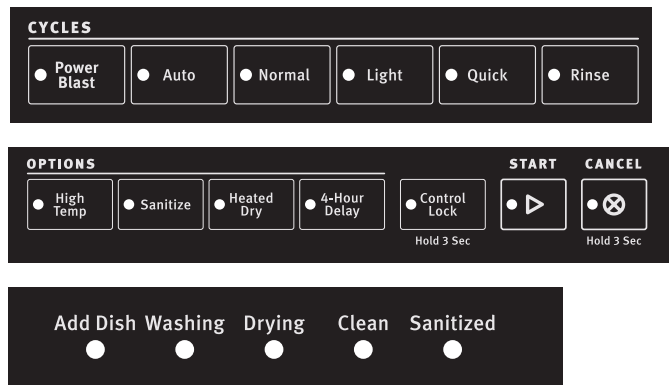 CYCLES
Power Blast
Auto
Normal
Light
Quick
Rinse
OPTIONS
START
CANCEL
High Temp
Sanitize
Heated Dry
4-Hour Delay
Control Lock
Hold 3 Sec
Hold 3 Sec
Add Dish Washing Drying Clean Sanitized